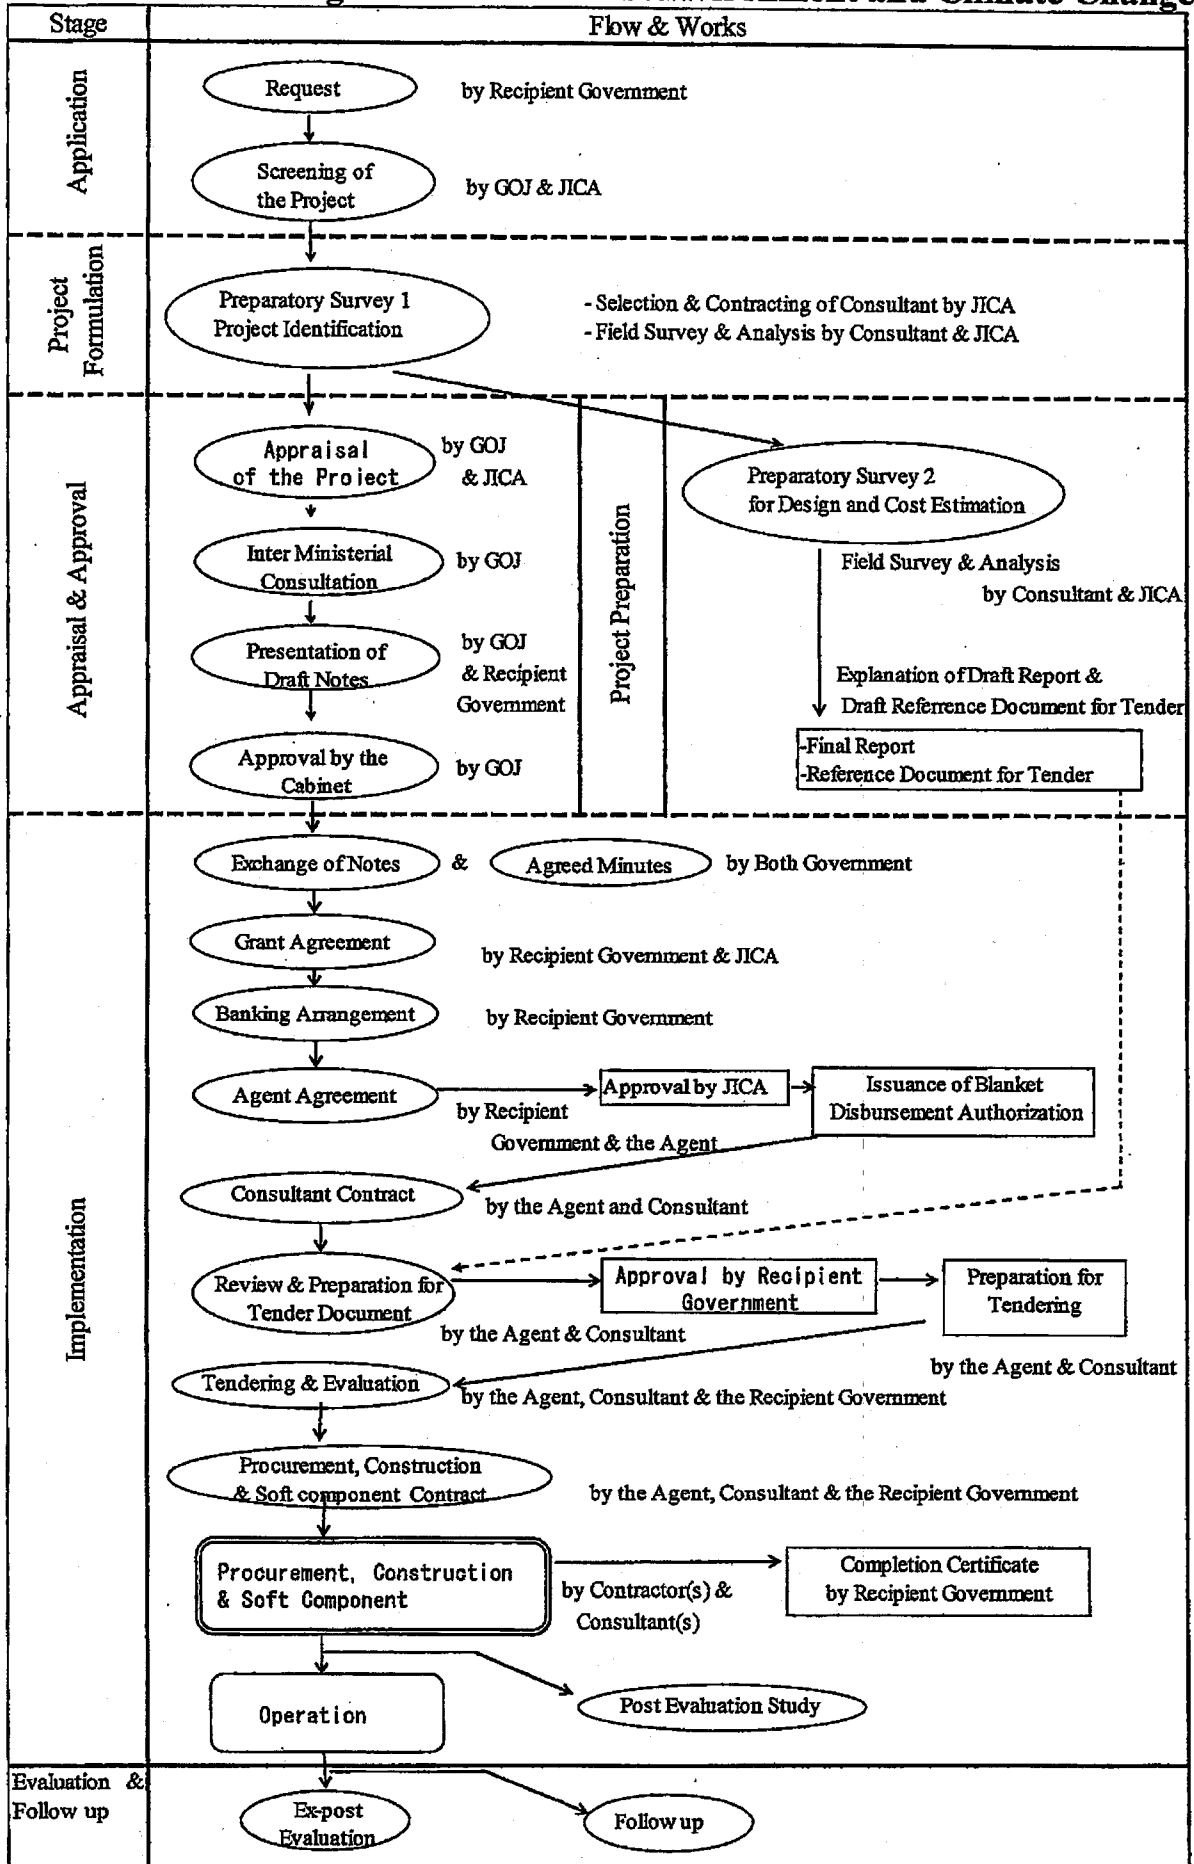 and Climate Change
Stage
Flow & Works
Application
Request
by Recipient Government
Screening of
the Project
by GOJ & JICA
Project
Formulation
Preparatory Survey 1
Project Identification
- Selection & Contracting of Consultant by JICA
- Field Survey & Analysis by Consultant & JICA
Appraisal & Approval
Appraisal
of the Project
by GOJ
& JICA
Inter Ministerial
Consultation
by GOJ
Presentation of
Draft Notes
by GOJ
& Recipient
Government
Approval by the
Cabinet
by GOJ
Project Preparation
Preparatory Survey 2
for Design and Cost Estimation
Field Survey & Analysis
by Consultant & JICA
Explanation of Draft Report &
Draft Referrence Document for Tender
-Final Report
-Reference Document for Tender
Implementation
Exchange of Notes
&
Agreed Minutes
by Both Government
Grant Agreement
by Recipient Government & JICA
Banking Arrangement
by Recipient Government
Agent Agreement
by Recipient
Government & the Agent
Approval by JICA
Issuance of Blanket
Disbursement Authorization
Consultant Contract
by the Agent and Consultant
Review & Preparation for
Tender Document
by the Agent & Consultant
Approval by Recipient
Government
Preparation for
Tendering
by the Agent & Consultant
Tendering & Evaluation
by the Agent, Consultant & the Recipient Government
Procurement, Construction
& Soft component Contract
by the Agent, Consultant & the Recipient Government
Procurement, Construction
& Soft Component
by Contractor(s) &
Consultant(s)
Completion Certificate
by Recipient Government
Operation
Post Evaluation Study
Evaluation &
Follow up
Ex-post
Evaluation
Follow up